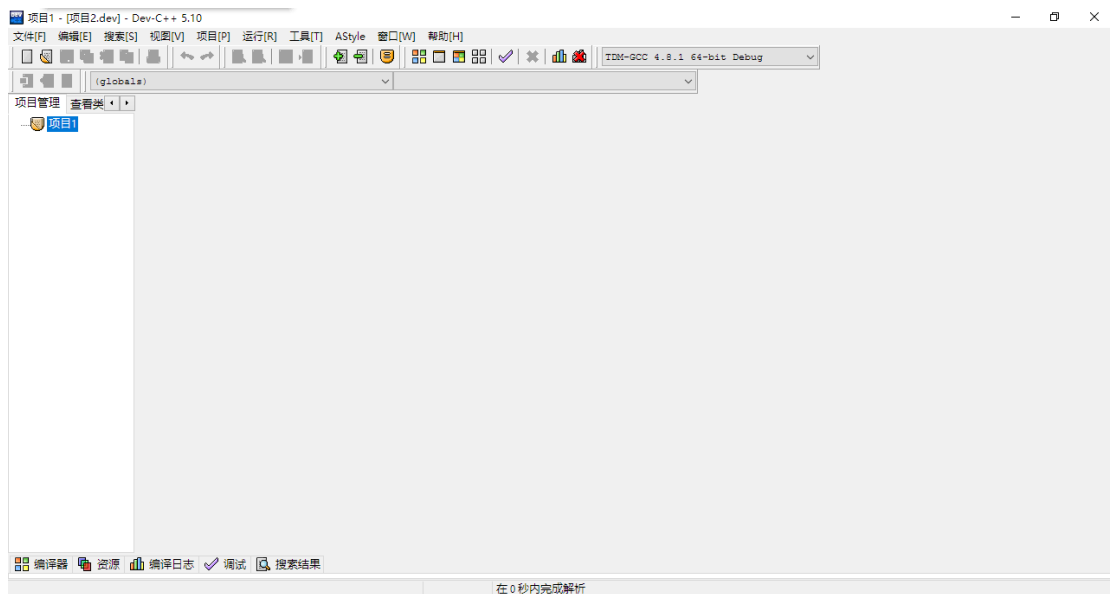 项目1 - [项目2.dev] - Dev-C++ 5.10
文件[F] 编辑[E] 搜索[S] 视图[V] 项目[P] 运行[R] 工具[T] AStyle 窗口[W] 帮助[H]
TDM-GCC 4.8.1 64-bit Debug
(globals)
项目管理 查看类
项目1
编译器 资源 编译日志 调试 搜索结果
在 0 秒内完成解析